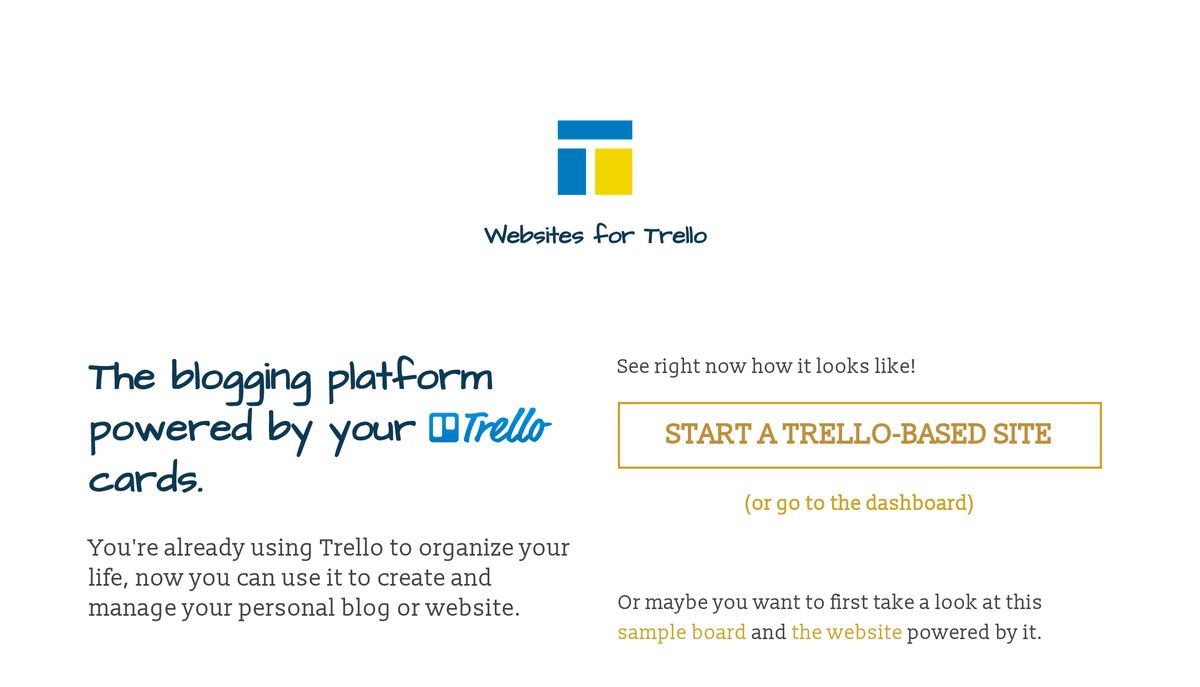 Websites for Trello
The blogging platform
powered by your Trello
cards.
You're already using Trello to organize your
life, now you can use it to create and
manage your personal blog or website.
See right now how it looks like!
START A TRELLO-BASED SITE
(or go to the dashboard)
Or maybe you want to first take a look at this
sample board and the website powered by it.